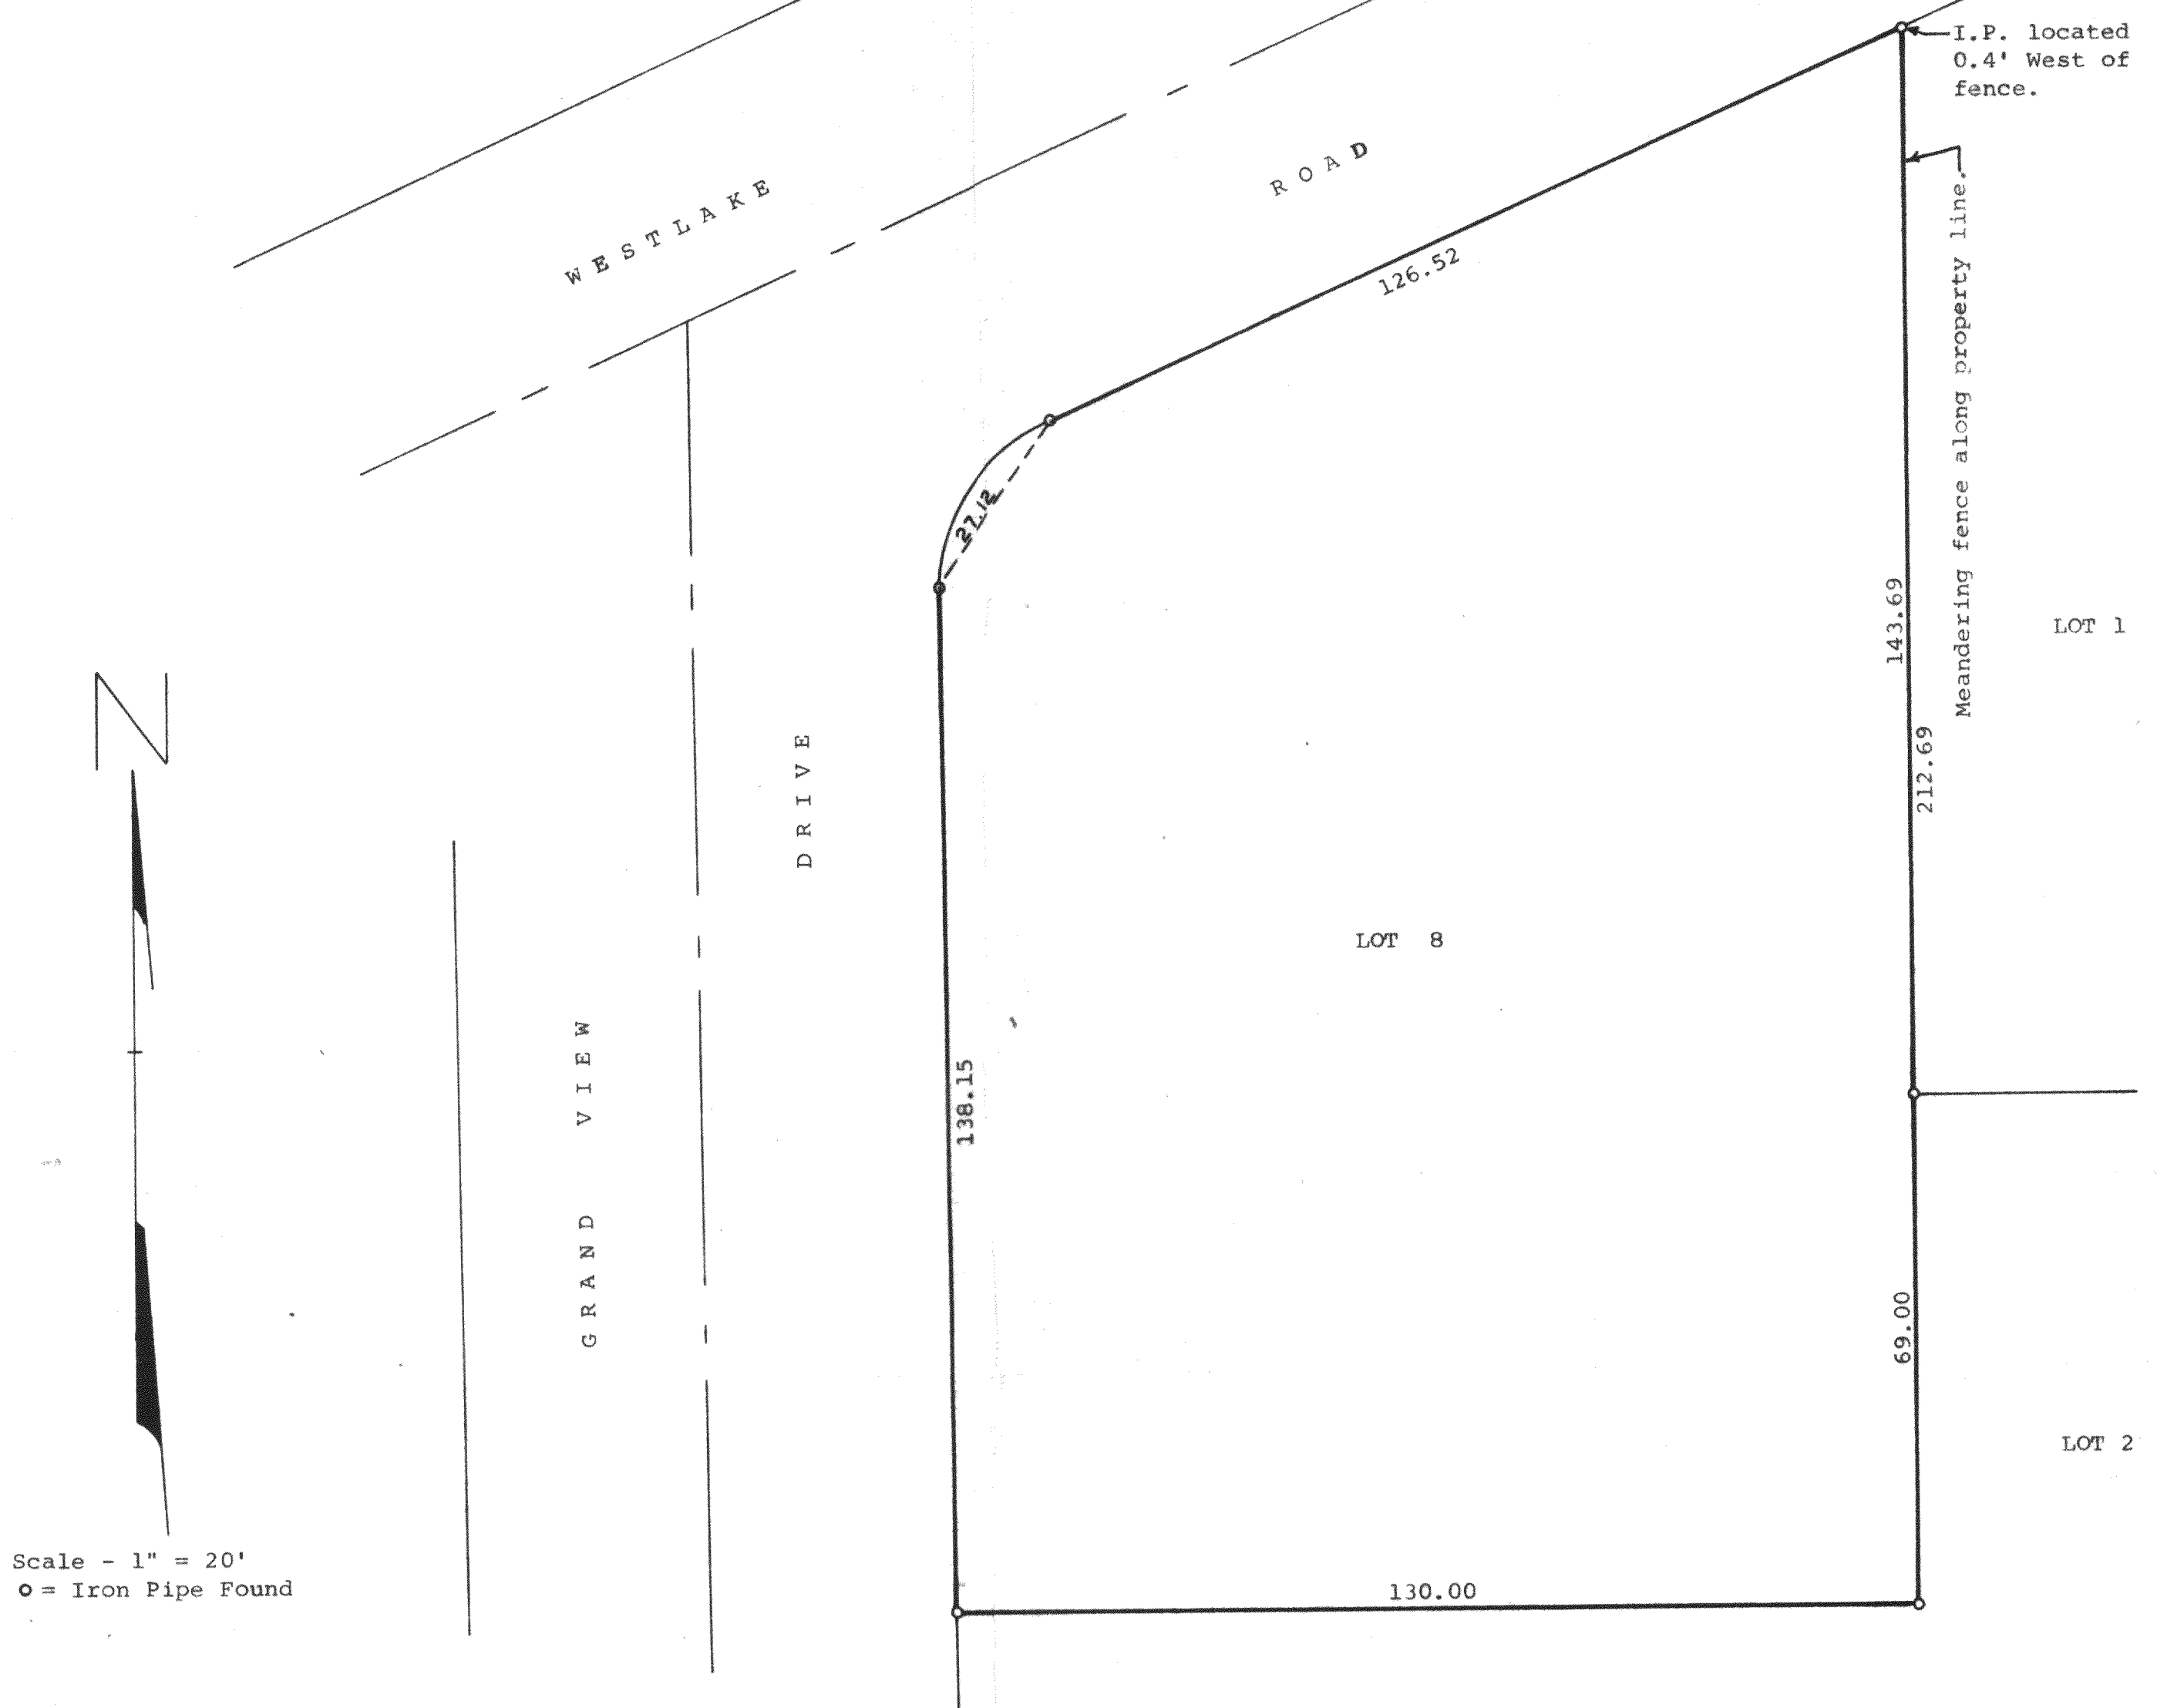 I.P. located
0.4' West of
fence.
WESTLAKE ROAD
126.52
Meandering fence along property line.
27.12
143.69
LOT 1
212.69
N
DRIVE
LOT 8
GRAND VIEW
138.15
69.00
LOT 2
Scale - 1" = 20'
o = Iron Pipe Found
130.00